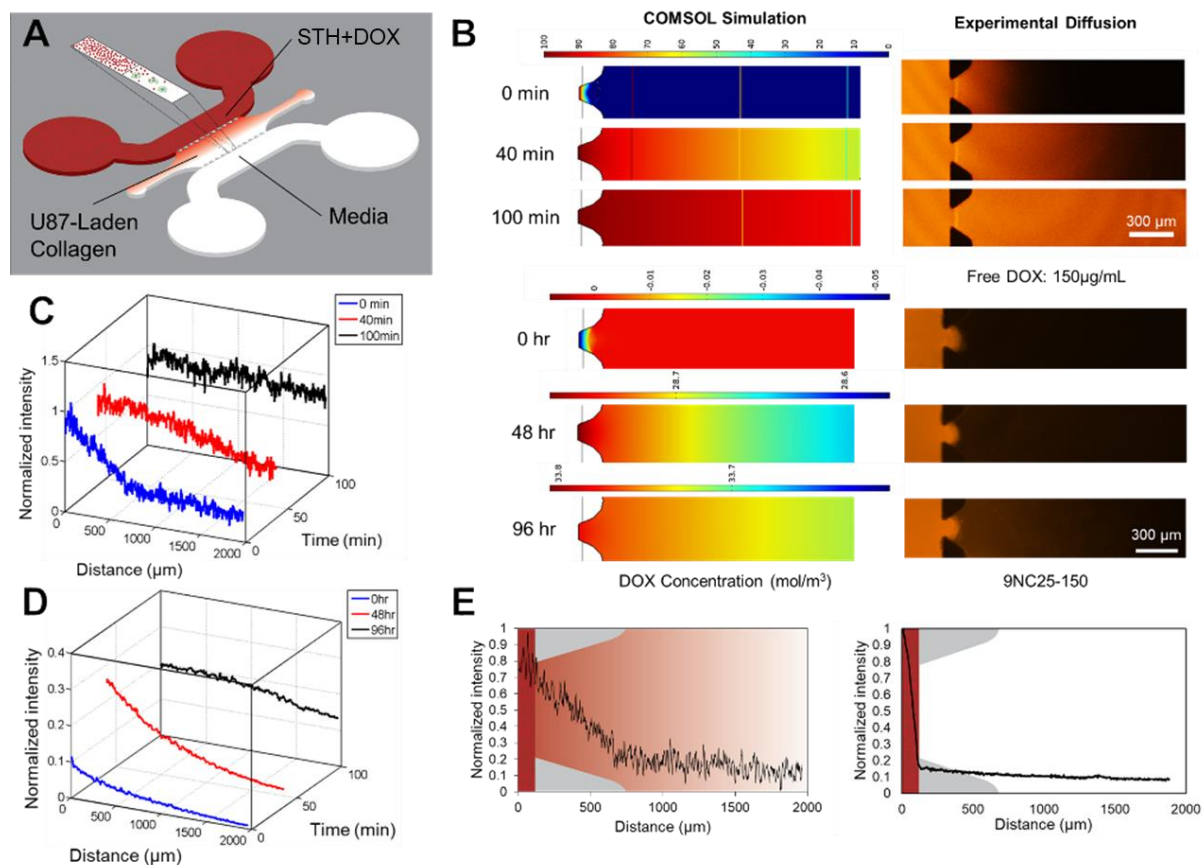 A
STH+DOX
U87-Laden
Collagen
Media
B
COMSOL Simulation
Experimental Diffusion
100 90 80 70 60 50 40 30 20 10 0
0 min
40 min
100 min
300 µm
Free DOX: 150µg/mL
0 -0.01 -0.02 -0.03 -0.04 -0.05
0 hr
28.7 28.6
48 hr
33.8 33.7
96 hr
300 µm
DOX Concentration (mol/m³)
9NC25-150
C
0 min
40min
100min
1.5
1
0.5
0
Normalized intensity
0 500 1000 1500 2000
Distance (µm)
0 50 100
Time (min)
D
0hr
48hr
96hr
0.4
0.3
0.2
0.1
0
Normalized intensity
0 500 1000 1500 2000
Distance (µm)
0 50 100
Time (min)
E
1
0.9
0.8
0.7
0.6
0.5
0.4
0.3
0.2
0.1
0
Normalized intensity
0 500 1000 1500 2000
Distance (µm)
1
0.9
0.8
0.7
0.6
0.5
0.4
0.3
0.2
0.1
0
Normalized intensity
0 500 1000 1500 2000
Distance (µm)